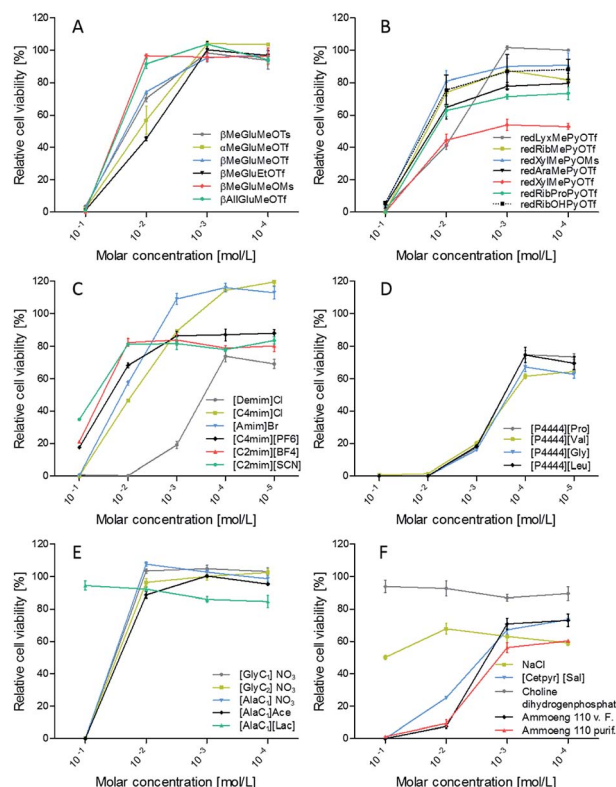 A
Relative cell viability [%]
120
100
80
60
40
20
0
βMeGluMeOTs
αMeGluMeOTf
βMeGluMeOTf
βMeGluEtOTf
βMeGluMeOMs
βAllGluMeOTf
10⁻¹
10⁻²
10⁻³
10⁻⁴
Molar concentration [mol/L]
B
Relative cell viability [%]
120
100
80
60
40
20
0
redLyxMePyOTf
redRibMePyOTf
redXylMePyOMs
redAraMePyOTf
redXylMePyOTf
redRibProPyOTf
redRibOHPyOTf
10⁻¹
10⁻²
10⁻³
10⁻⁴
Molar concentration [mol/L]
C
Relative cell viability [%]
120
100
80
60
40
20
0
[Demim]Cl
[C4mim]Cl
[Amim]Br
[C4mim][PF6]
[C2mim][BF4]
[C2mim][SCN]
10⁻¹
10⁻²
10⁻³
10⁻⁴
10⁻⁵
Molar concentration [mol/L]
D
Relative cell viability [%]
120
100
80
60
40
20
0
[P4444][Pro]
[P4444][Val]
[P4444][Gly]
[P4444][Leu]
10⁻¹
10⁻²
10⁻³
10⁻⁴
10⁻⁵
Molar concentration [mol/L]
E
Relative cell viability [%]
120
100
80
60
40
20
0
[GlyC₁] NO₃
[GlyC₂] NO₃
[AlaC₁] NO₃
[AlaC₁]Ace
[AlaC₁][Lac]
10⁻¹
10⁻²
10⁻³
10⁻⁴
Molar concentration [mol/L]
F
Relative cell viability [%]
120
100
80
60
40
20
0
NaCl
[Cetpyr] [Sal]
Choline
dihydrogenphosphat
Ammoeng 110 v. F.
Ammoeng 110 purif.
10⁻¹
10⁻²
10⁻³
10⁻⁴
Molar concentration [mol/L]